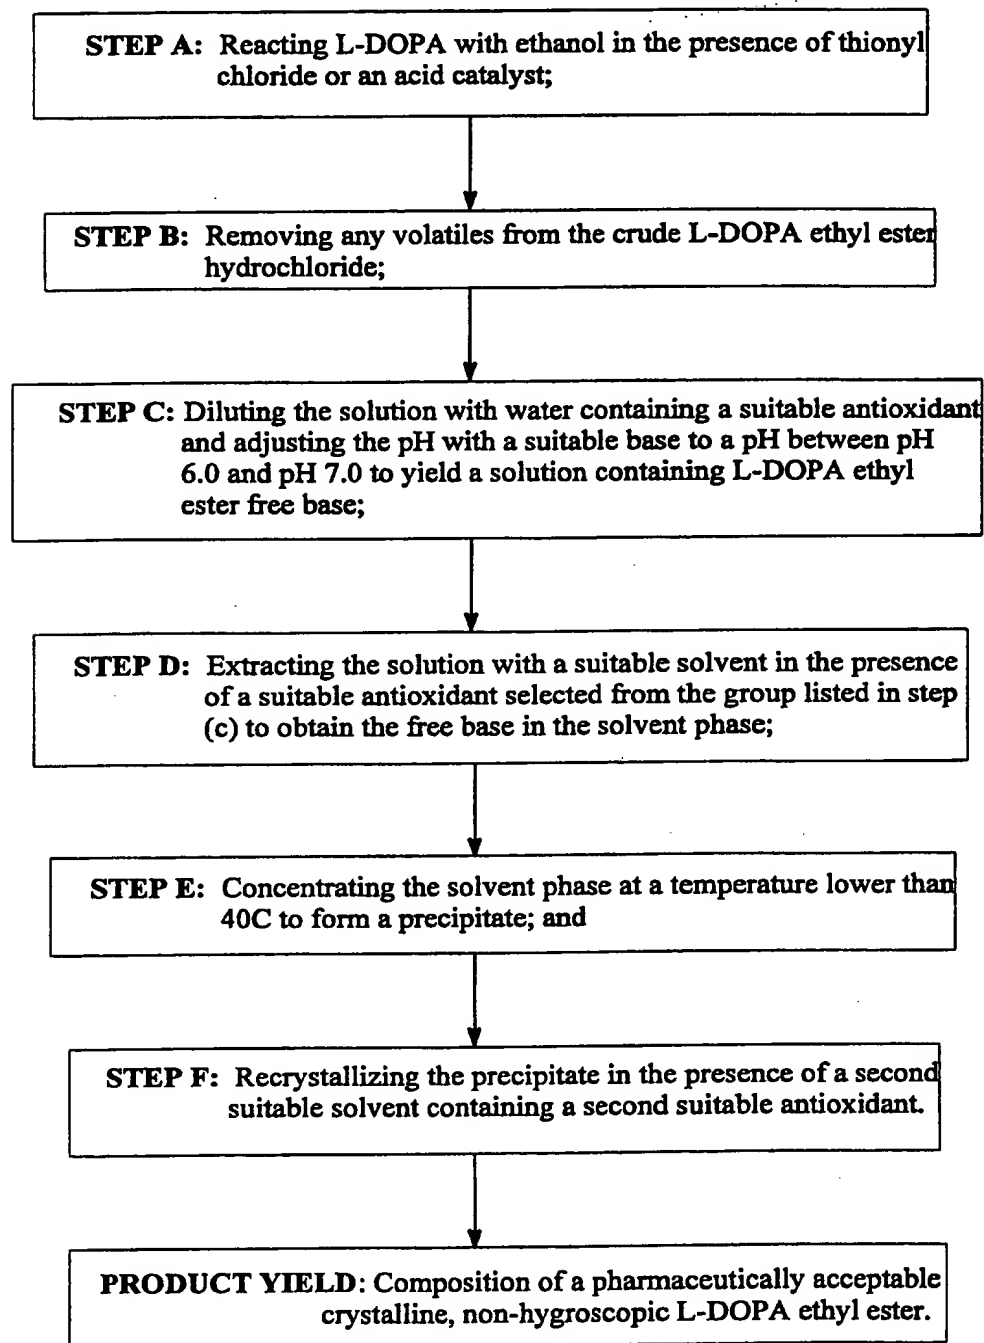 STEP A: Reacting L-DOPA with ethanol in the presence of thionyl
chloride or an acid catalyst;
STEP B: Removing any volatiles from the crude L-DOPA ethyl ester
hydrochloride;
STEP C: Diluting the solution with water containing a suitable antioxidant
and adjusting the pH with a suitable base to a pH between pH
6.0 and pH 7.0 to yield a solution containing L-DOPA ethyl
ester free base;
STEP D: Extracting the solution with a suitable solvent in the presence
of a suitable antioxidant selected from the group listed in step
(c) to obtain the free base in the solvent phase;
STEP E: Concentrating the solvent phase at a temperature lower than
40C to form a precipitate; and
STEP F: Recrystallizing the precipitate in the presence of a second
suitable solvent containing a second suitable antioxidant.
PRODUCT YIELD: Composition of a pharmaceutically acceptable
crystalline, non-hygroscopic L-DOPA ethyl ester.